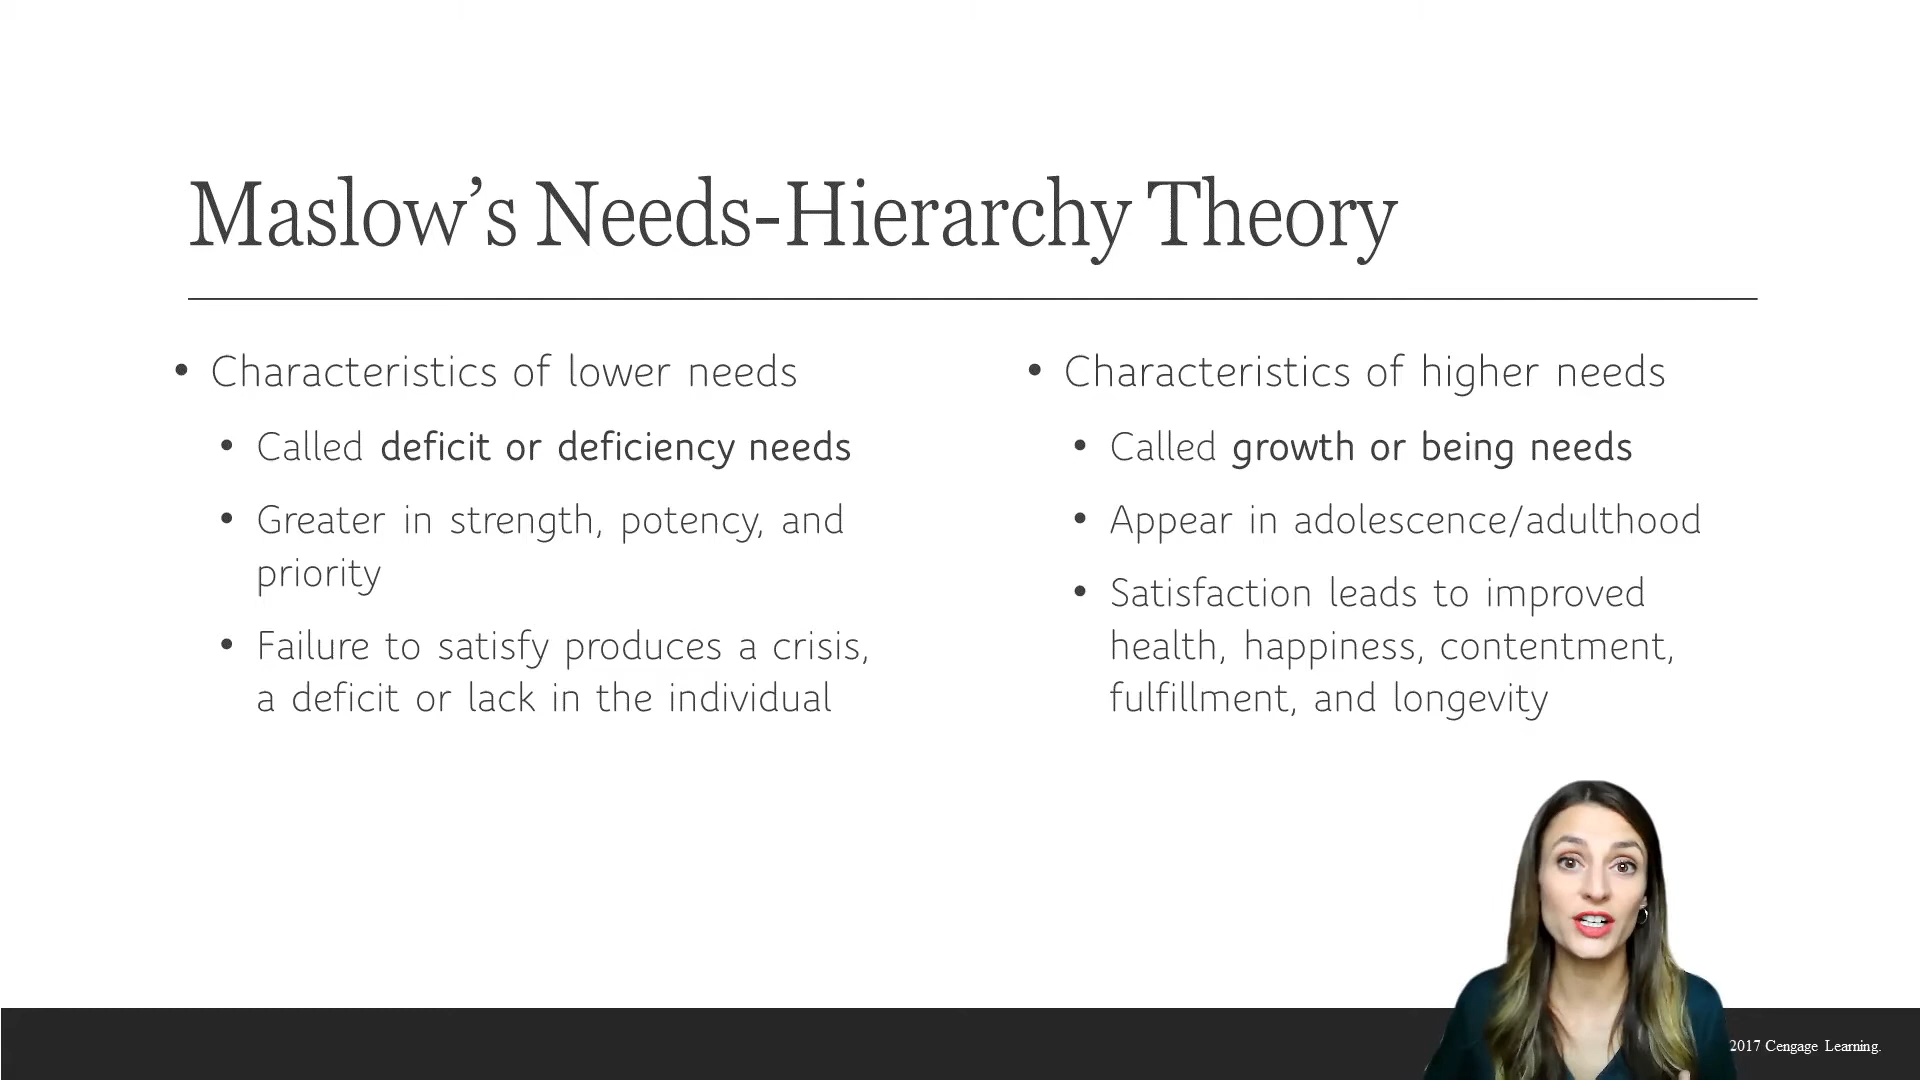 Maslow’s Needs-Hierarchy Theory
• Characteristics of lower needs
• Called deficit or deficiency needs
• Greater in strength, potency, and
priority
• Failure to satisfy produces a crisis,
a deficit or lack in the individual
• Characteristics of higher needs
• Called growth or being needs
• Appear in adolescence/adulthood
• Satisfaction leads to improved
health, happiness, contentment,
fulfillment, and longevity
2017 Cengage Learning.